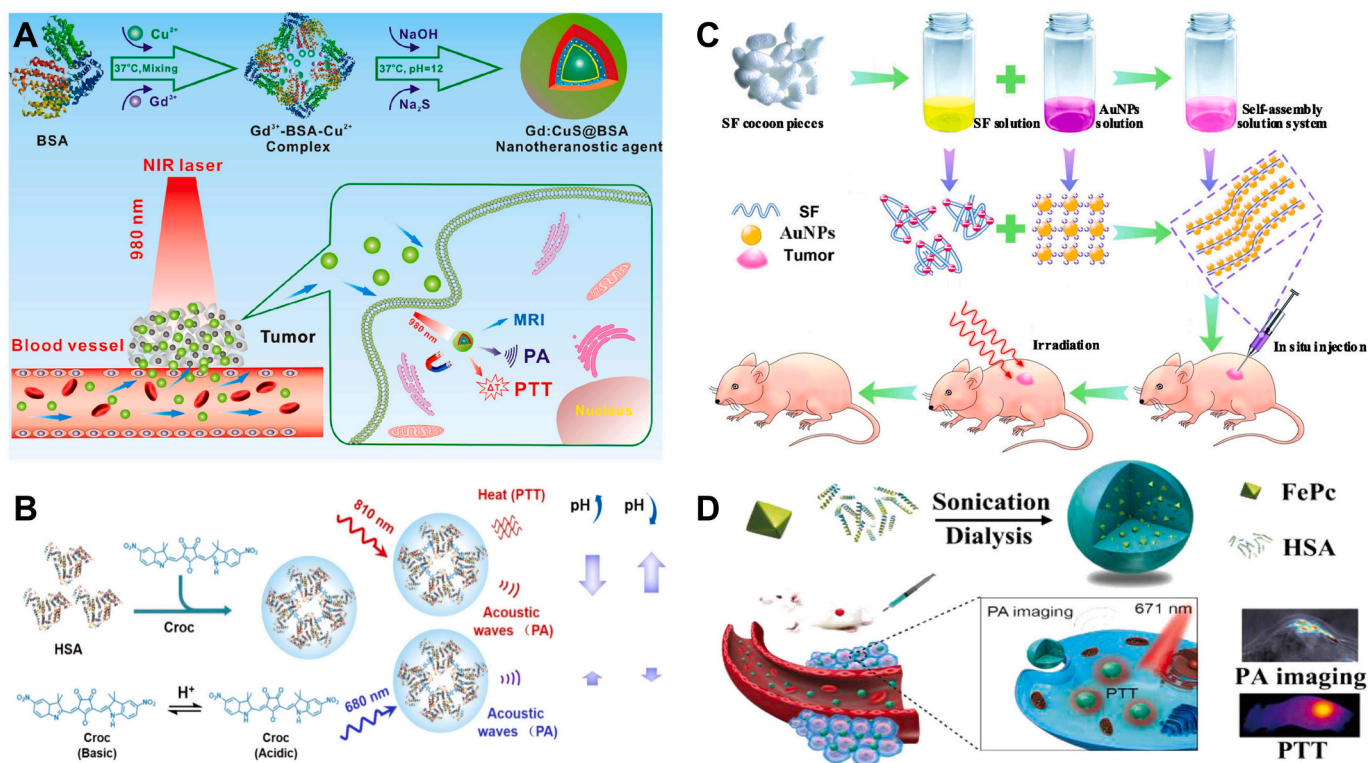 A
BSA
Cu²⁺
37°C,Mixing
Gd³⁺
Gd³⁺-BSA-Cu²⁺
Complex
NaOH
37°C, pH=12
Na₂S
Gd:CuS@BSA
Nanotheranostic agent
NIR laser
980 nm
Tumor
Blood vessel
980 nm
MRI
PA
ΔT
PTT
Nucleus
C
SF cocoon pieces
SF solution
AuNPs
solution
Self-assembly
solution system
SF
AuNPs
Tumor
Irradiation
In situ injection
B
HSA
Croc
NO₂
O₂N
810 nm
Heat (PTT)
Acoustic
waves （PA）
680 nm
Acoustic
waves （PA）
pH
pH
H⁺
Croc
(Basic)
Croc
(Acidic)
D
Sonication
Dialysis
FePc
HSA
PA imaging
671 nm
PTT
PA imaging
PTT